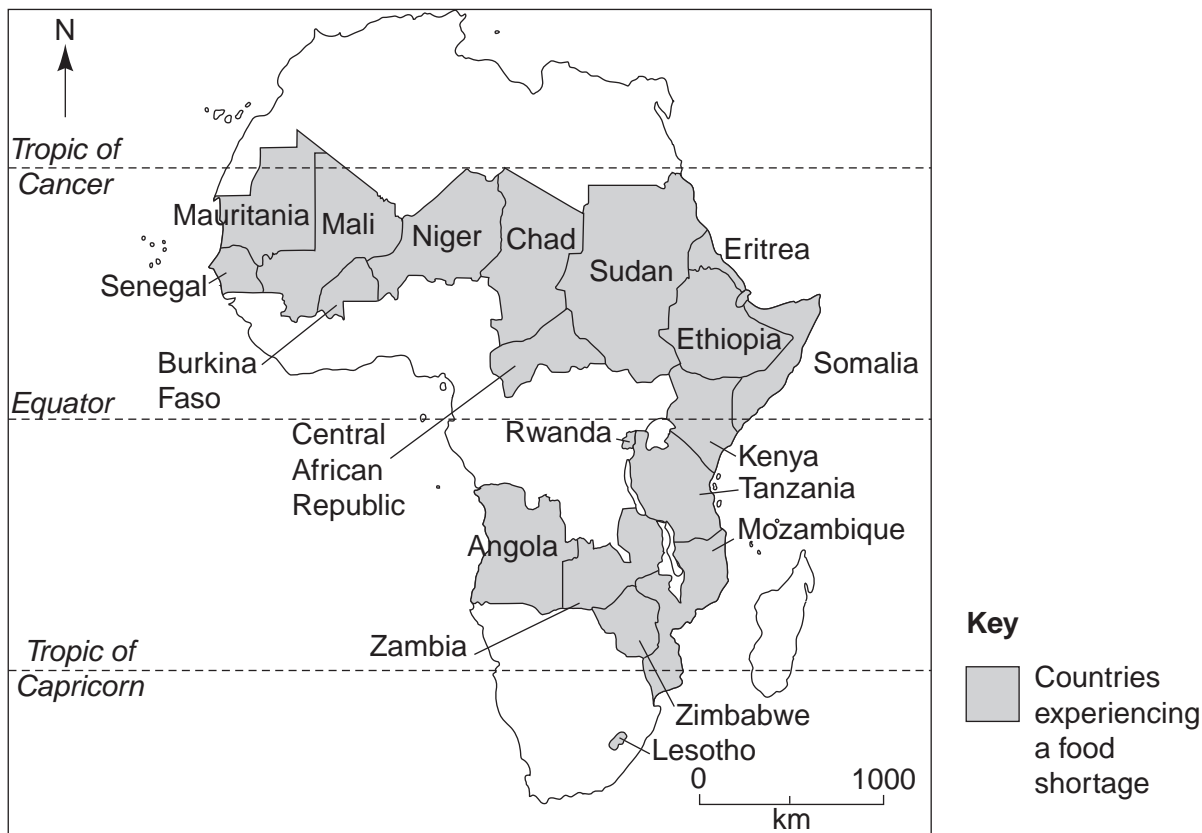 N
Tropic of
Cancer
Mauritania
Mali
Niger
Chad
Sudan
Eritrea
Senegal
Ethiopia
Burkina
Faso
Somalia
Equator
Central
African
Republic
Rwanda
Kenya
Tanzania
Mozambique
Angola
Zambia
Tropic of
Capricorn
Zimbabwe
Lesotho
0 1000
km
Key
Countries
experiencing
a food
shortage